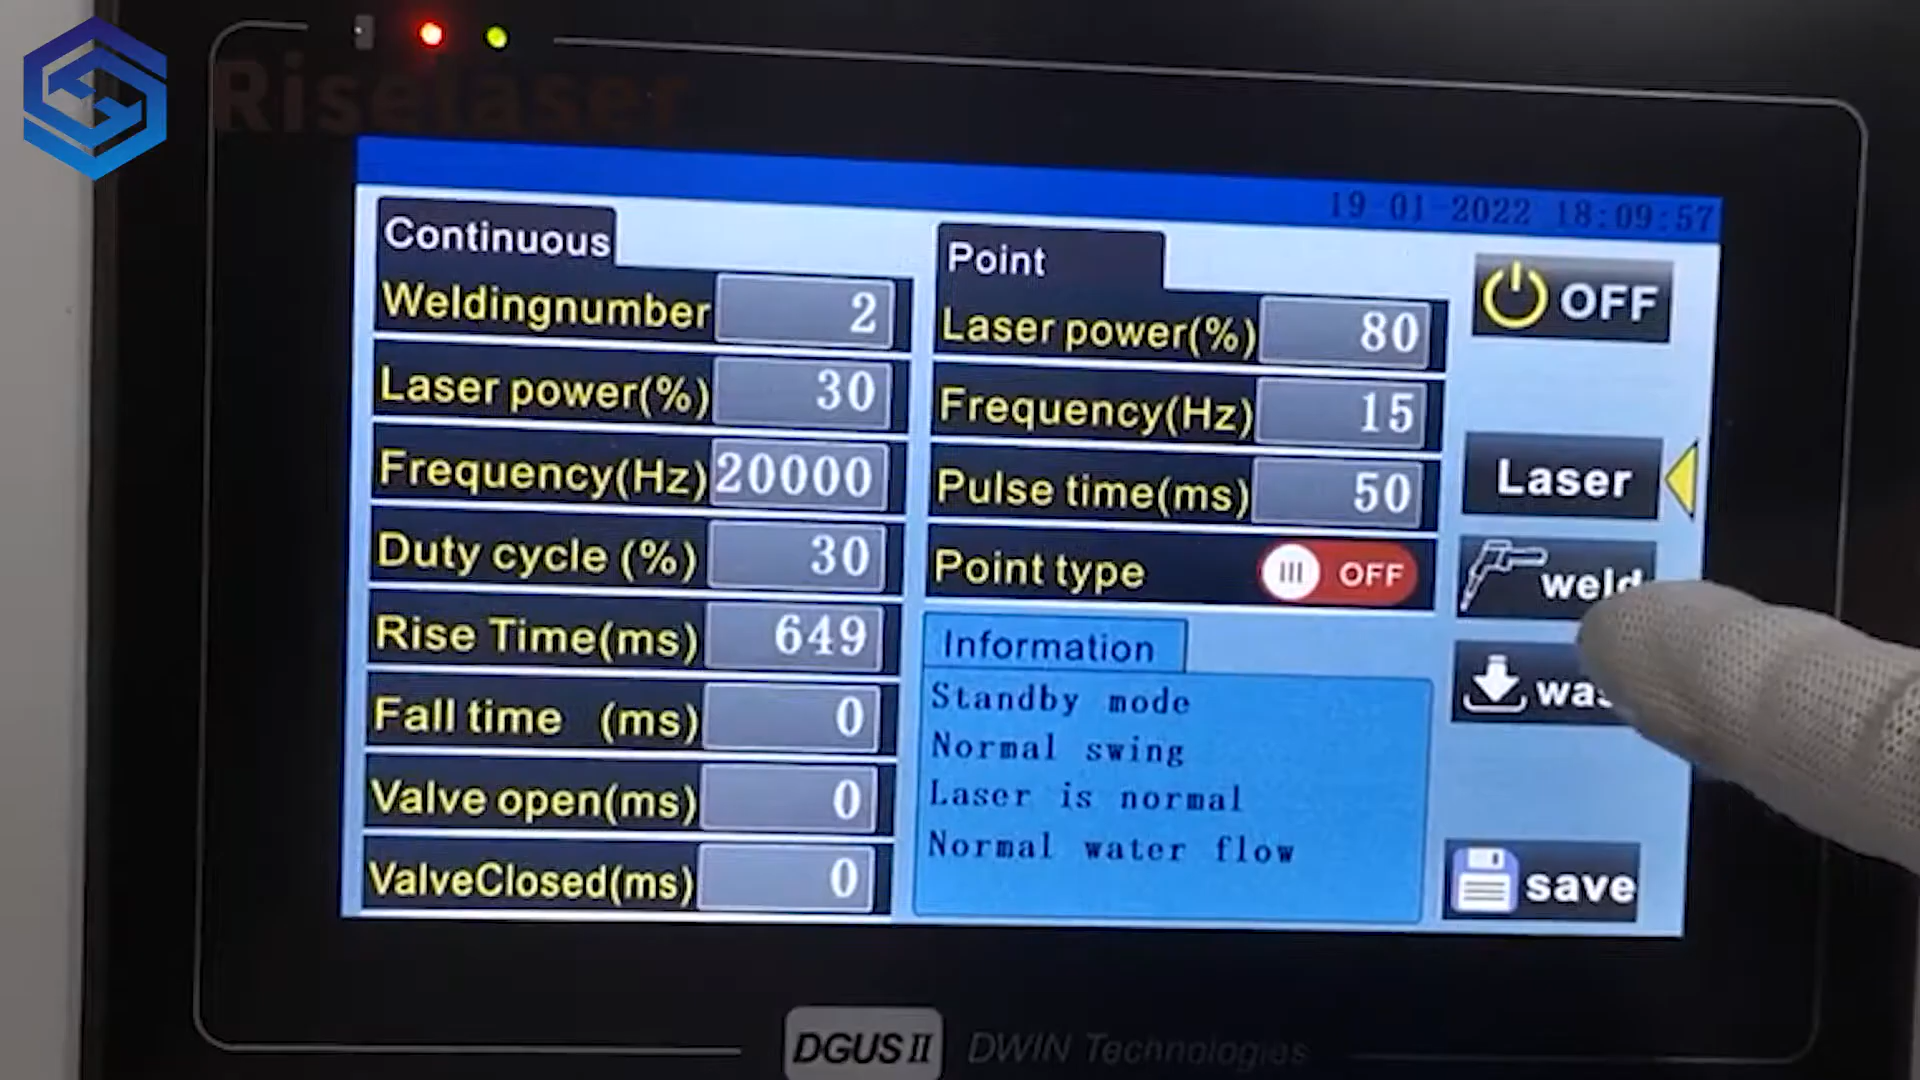 Riselaser
19-01-2022 18:09:57
Continuous
Weldingnumber 2
Laser power(%) 30
Frequency(Hz) 20000
Duty cycle (%) 30
Rise Time(ms) 649
Fall time (ms) 0
Valve open(ms) 0
ValveClosed(ms) 0
Point
Laser power(%) 80
Frequency(Hz) 15
Pulse time(ms) 50
Point type OFF
Information
Standby mode
Normal swing
Laser is normal
Normal water flow
OFF
Laser
weld
save
DGUS II DWIN Technologies